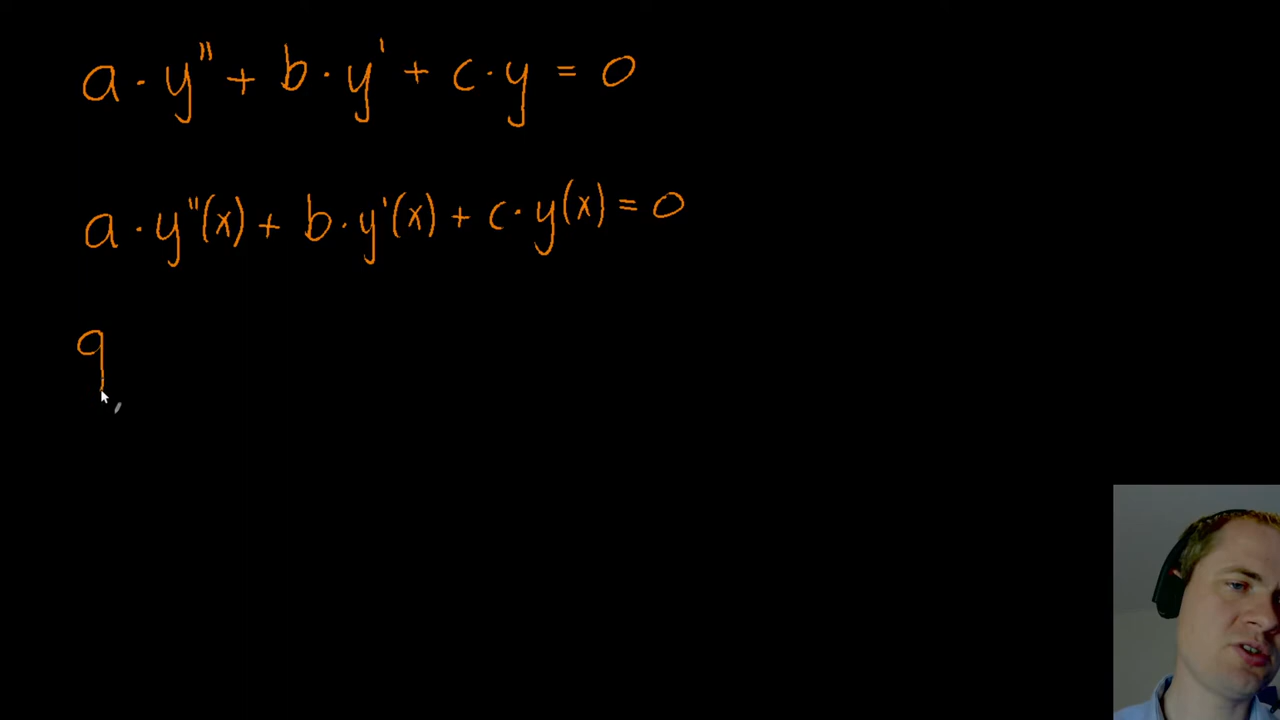 a · y" + b · y' + c · y = 0
a · y"(x) + b · y'(x) + c · y(x) = 0
q